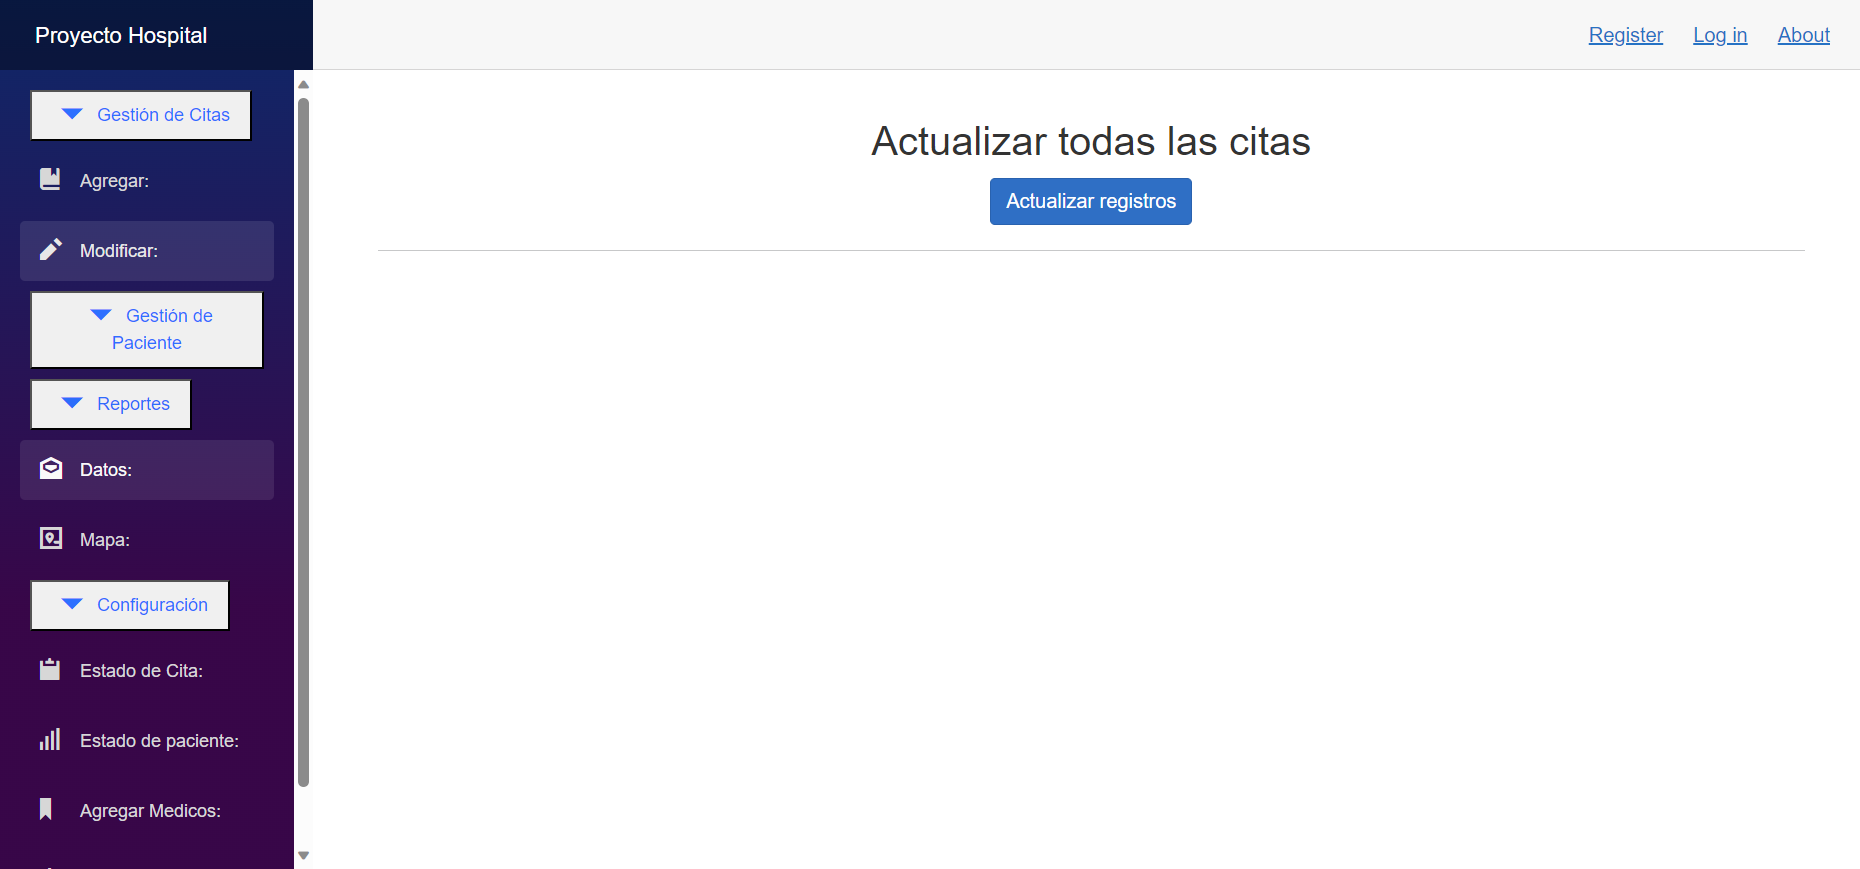 Proyecto Hospital
Register Log in About
Gestión de Citas
Agregar:
Modificar:
Gestión de
Paciente
Reportes
Datos:
Mapa:
Configuración
Estado de Cita:
Estado de paciente:
Agregar Medicos:
Actualizar todas las citas
Actualizar registros